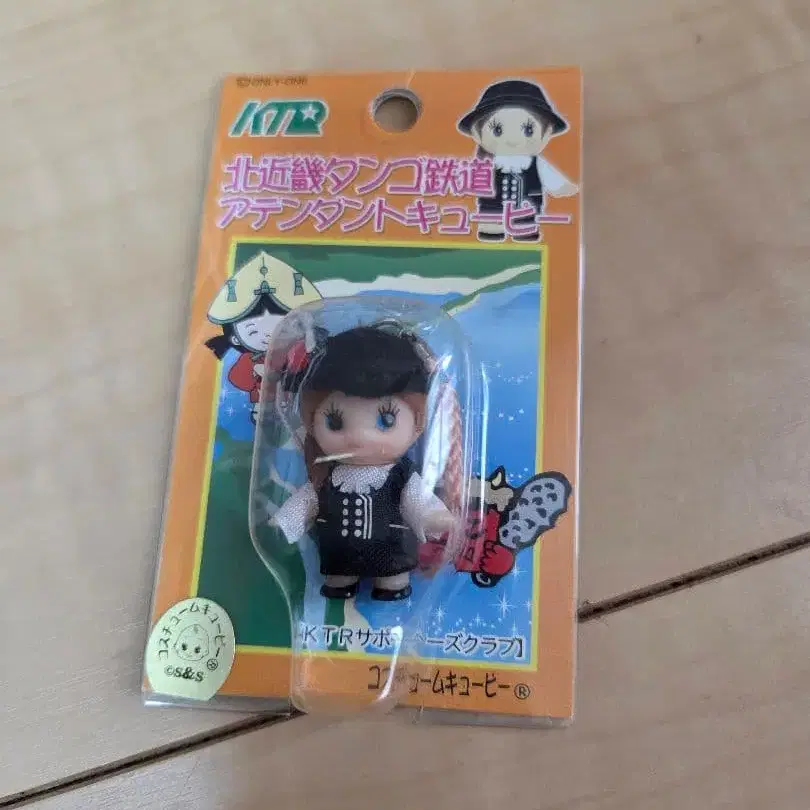 ©ONLY-ONE
KTR
北近畿タンゴ鉄道
アテンダントキューピー
KTRサポ ーズクラブ】
コスチュームキューピー®
©S&S
コスチュームキューピー®